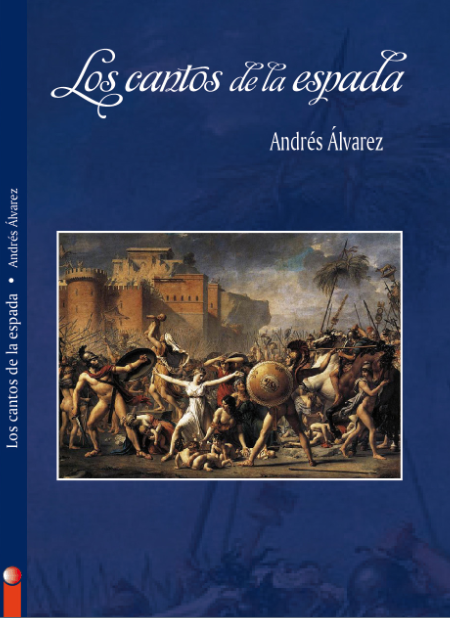 Los cantos de la espada
Andrés Álvarez
Los cantos de la espada • Andrés Álvarez